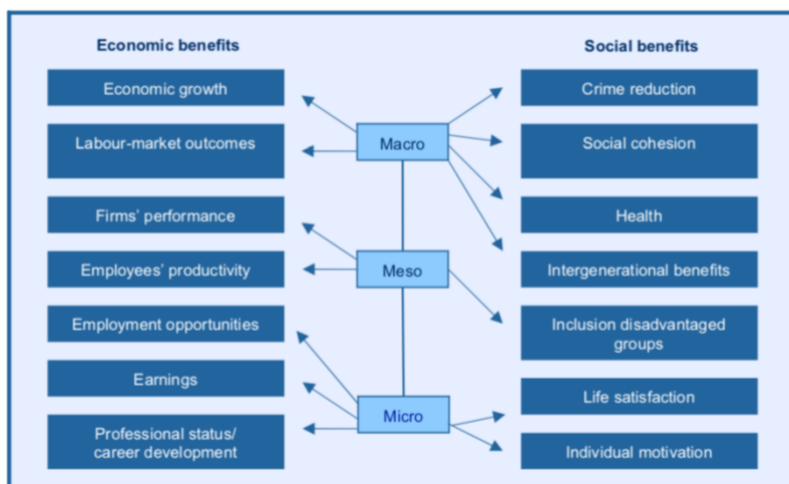 Economic benefits
Social benefits
Economic growth
Crime reduction
Macro
Labour-market outcomes
Social cohesion
Firms' performance
Health
Meso
Employees' productivity
Intergenerational benefits
Employment opportunities
Inclusion disadvantaged
groups
Earnings
Life satisfaction
Micro
Professional status/
career development
Individual motivation